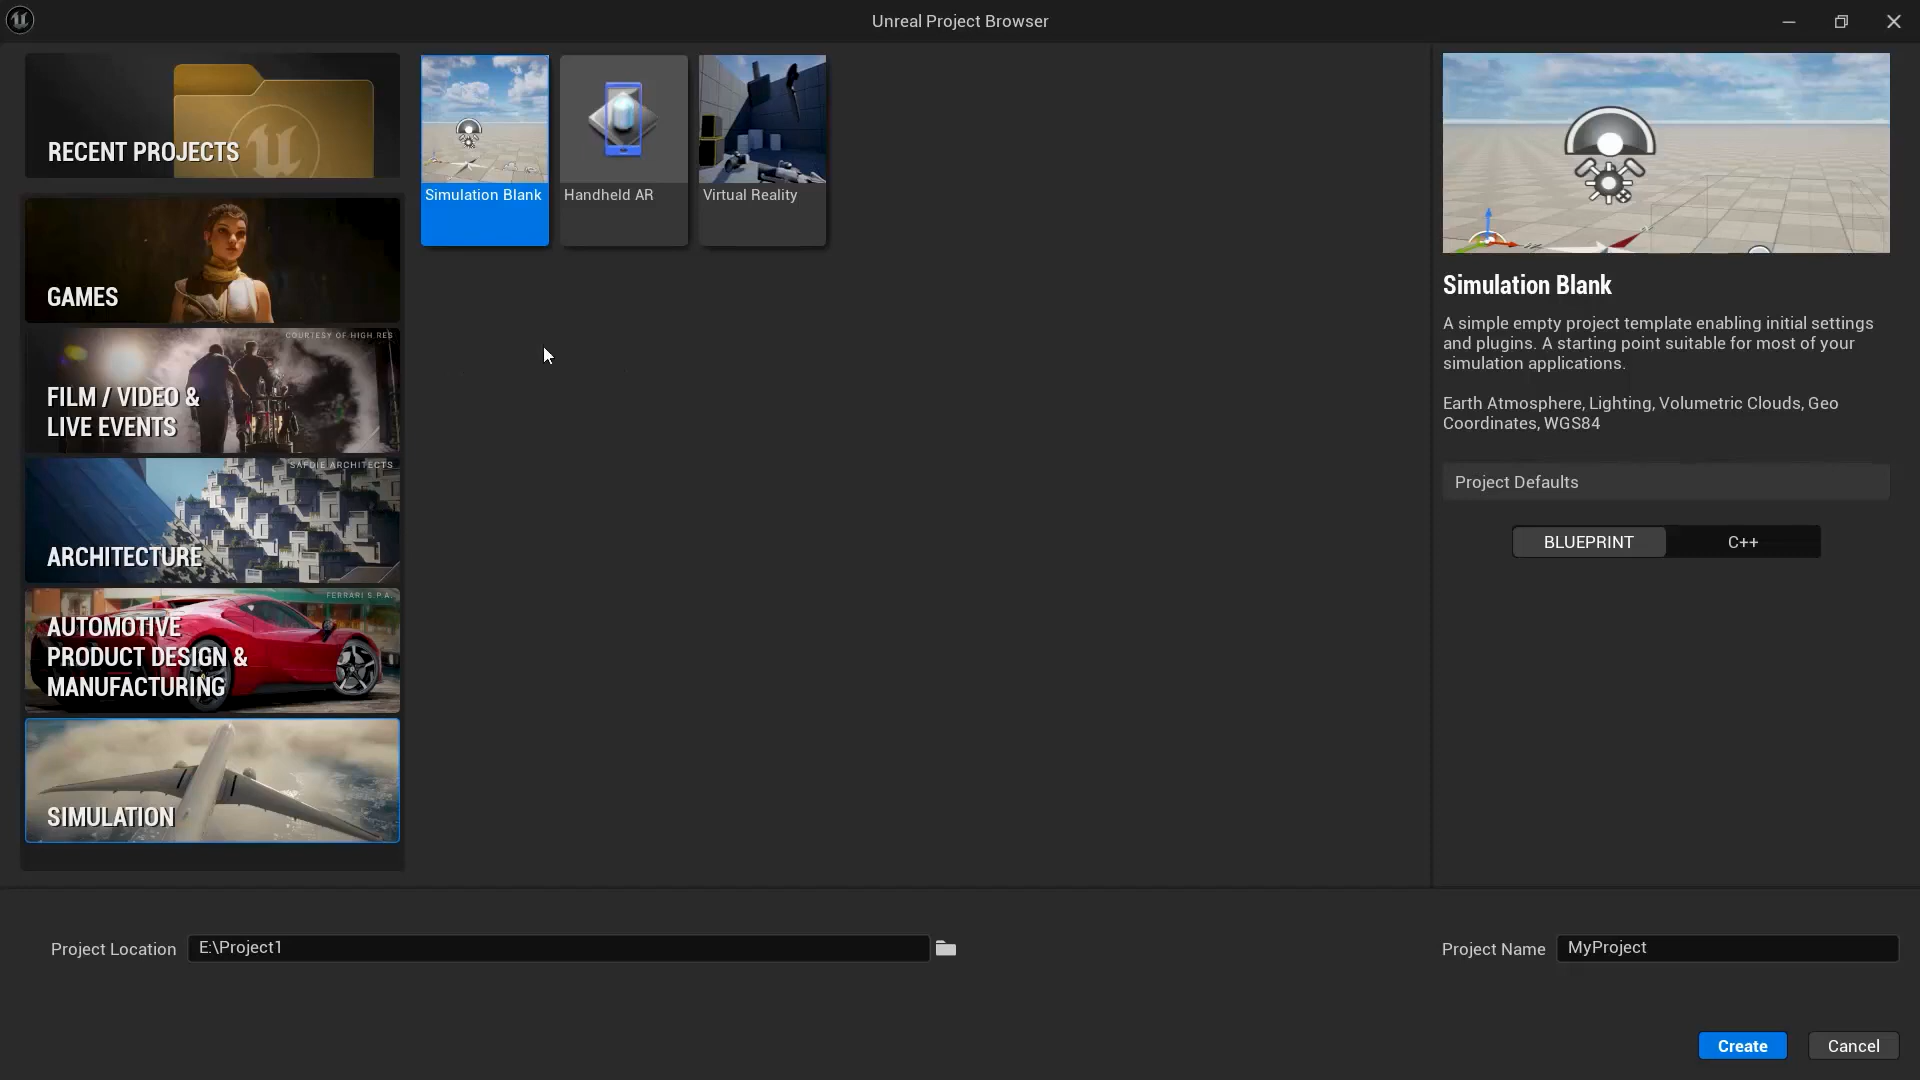 Unreal Project Browser
RECENT PROJECTS
GAMES
COURTESY OF HIGH RES
FILM / VIDEO &
LIVE EVENTS
SAFDIE ARCHITECTS
ARCHITECTURE
FERRARI S.P.A.
AUTOMOTIVE
PRODUCT DESIGN &
MANUFACTURING
SIMULATION
Simulation Blank
Handheld AR
Virtual Reality
Simulation Blank
A simple empty project template enabling initial settings
and plugins. A starting point suitable for most of your
simulation applications.
Earth Atmosphere, Lighting, Volumetric Clouds, Geo
Coordinates, WGS84
Project Defaults
BLUEPRINT
C++
Project Location
E:\Project1
Project Name
MyProject
Create
Cancel